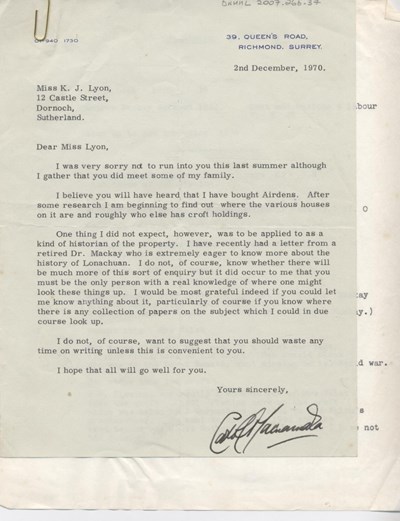 DNHHL 2007.266.34
01-940 1730
39, QUEEN'S ROAD,
RICHMOND, SURREY.
2nd December, 1970.
Miss K. J. Lyon,
12 Castle Street,
Dornoch,
Sutherland.
Dear Miss Lyon,
I was very sorry not to run into you this last summer although
I gather that you did meet some of my family.
I believe you will have heard that I have bought Airdens. After
some research I am beginning to find out where the various houses
on it are and roughly who else has croft holdings.
One thing I did not expect, however, was to be applied to as a
kind of historian of the property. I have recently had a letter from a
retired Dr. Mackay who is extremely eager to know more about the
history of Lonachuan. I do not, of course, know whether there will
be much more of this sort of enquiry but it did occur to me that you
must be the only person with a real knowledge of where one might
look these things up. I would be most grateful indeed if you could let
me know anything about it, particularly of course if you know where
there is any collection of papers on the subject which I could in due
course look up.
I do not, of course, want to suggest that you should waste any
time on writing unless this is convenient to you.
I hope that all will go well for you.
Yours sincerely,
bour
O
ay
y.)
d war.
s
not